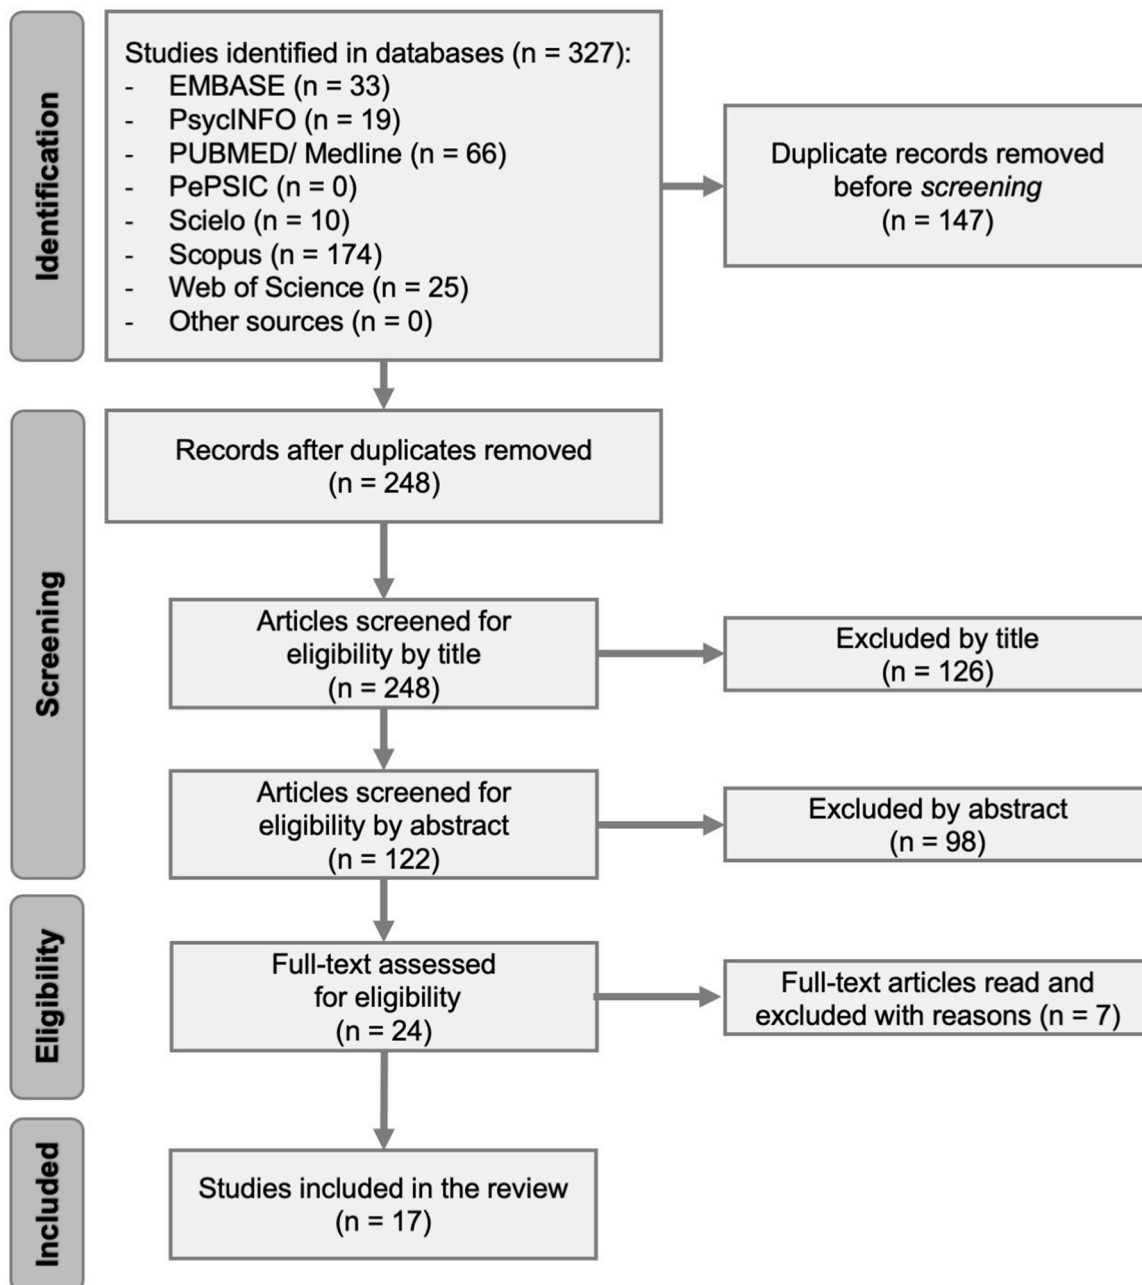 Identification
Studies identified in databases (n = 327):
- EMBASE (n = 33)
- PsycINFO (n = 19)
- PUBMED/ Medline (n = 66)
- PePSIC (n = 0)
- Scielo (n = 10)
- Scopus (n = 174)
- Web of Science (n = 25)
- Other sources (n = 0)
Duplicate records removed
before screening
(n = 147)
Screening
Records after duplicates removed
(n = 248)
Articles screened for
eligibility by title
(n = 248)
Excluded by title
(n = 126)
Articles screened for
eligibility by abstract
(n = 122)
Excluded by abstract
(n = 98)
Eligibility
Full-text assessed
for eligibility
(n = 24)
Full-text articles read and
excluded with reasons (n = 7)
Included
Studies included in the review
(n = 17)